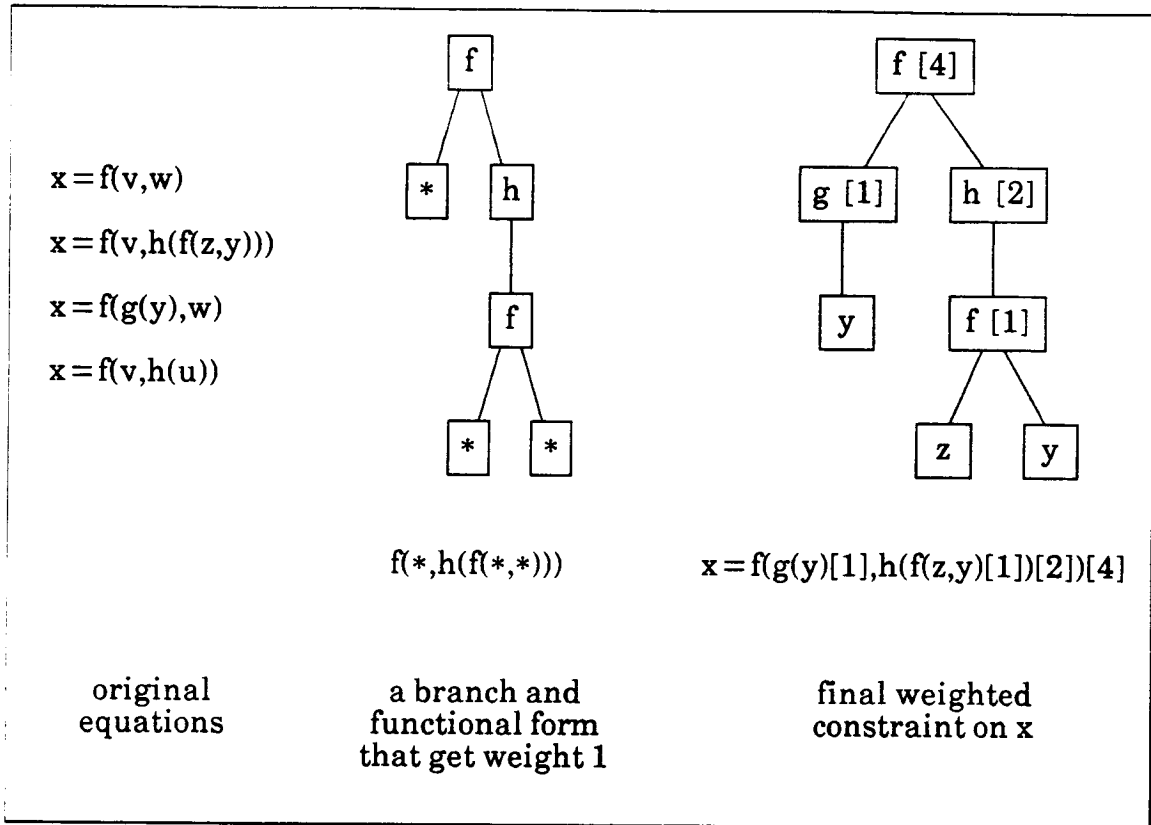 f
*
h
f
*
*
f(*,h(f(*,*)))
f [4]
g [1]
h [2]
y
f [1]
z
y
x=f(g(y)[1],h(f(z,y)[1])[2])[4]
x=f(v,w)
x=f(v,h(f(z,y)))
x=f(g(y),w)
x=f(v,h(u))
original
equations
a branch and
functional form
that get weight 1
final weighted
constraint on x